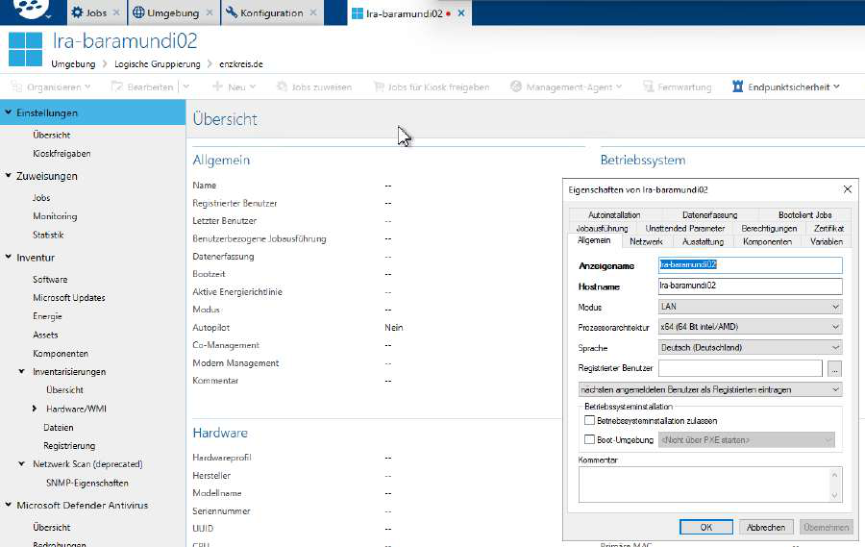 Jobs ×
Umgebung ×
Konfiguration ×
lra-baramundi02 ×
lra-baramundi02
Umgebung > Logische Gruppierung > enzkreis.de
Organisieren
Bearbeiten
Neu
Jobs zuweisen
Jobs für Kiosk freigeben
Management-Agent
Fernwartung
Endpunktsicherheit
Einstellungen
Übersicht
Kioskfreigaben
Zuweisungen
Jobs
Monitoring
Statistik
Inventur
Software
Microsoft Updates
Energie
Assets
Komponenten
Inventarisierungen
Übersicht
Hardware/WMI
Dateien
Registrierung
Netzwerk Scan (deprecated)
SNMP-Eigenschaften
Microsoft Defender Antivirus
Übersicht
Bedrohungen
Übersicht
Allgemein
Name --
Registrierter Benutzer --
Letzter Benutzer --
Benutzerbezogene Jobausführung --
Datenerfassung --
Bootzeit --
Aktive Energierichtlinie --
Modus --
Autopilot Nein
Co-Management --
Modern Management --
Kommentar --
Hardware
Hardwareprofil --
Hersteller --
Modellname --
Seriennummer --
UUID --
CPU --
Betriebssystem
Eigenschaften von lra-baramundi02
Autoinstallation Datenerfassung Bootclient Jobs
Jobausführung Unattended Parameter Berechtigungen Zertifikat
Allgemein Netzwerk Ausstattung Komponenten Variablen
Anzeigename lra-baramundi02
Hostname lra-baramundi02
Modus LAN
Prozessorarchitektur x64 (64 Bit intel/AMD)
Sprache Deutsch (Deutschland)
Registrierter Benutzer ...
nächsten angemeldeten Benutzer als Registrierten eintragen
Betriebssysteminstallation
Betriebssysteminstallation zulassen
Boot-Umgebung <Nicht über PXE starten>
Kommentar
OK Abbrechen Übernehmen
Primäre MAC --